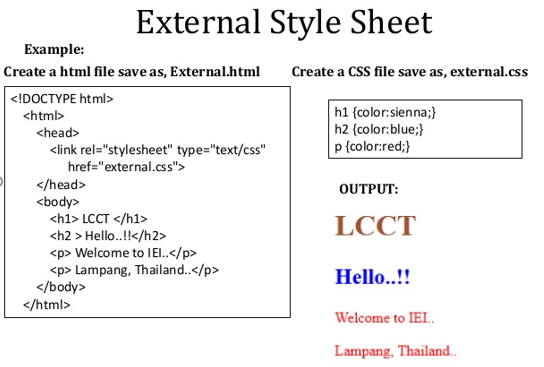 External Style Sheet
Example:
Create a html file save as, External.html
<!DOCTYPE html>
<html>
<head>
<link rel="stylesheet" type="text/css"
href="external.css">
</head>
<body>
<h1> LCCT </h1>
<h2 > Hello..!!</h2>
<p> Welcome to IEI..</p>
<p> Lampang, Thailand..</p>
</body>
</html>
Create a CSS file save as, external.css
h1 {color:sienna;}
h2 {color:blue;}
p {color:red;}
OUTPUT:
LCCT
Hello..!!
Welcome to IEI..
Lampang, Thailand..